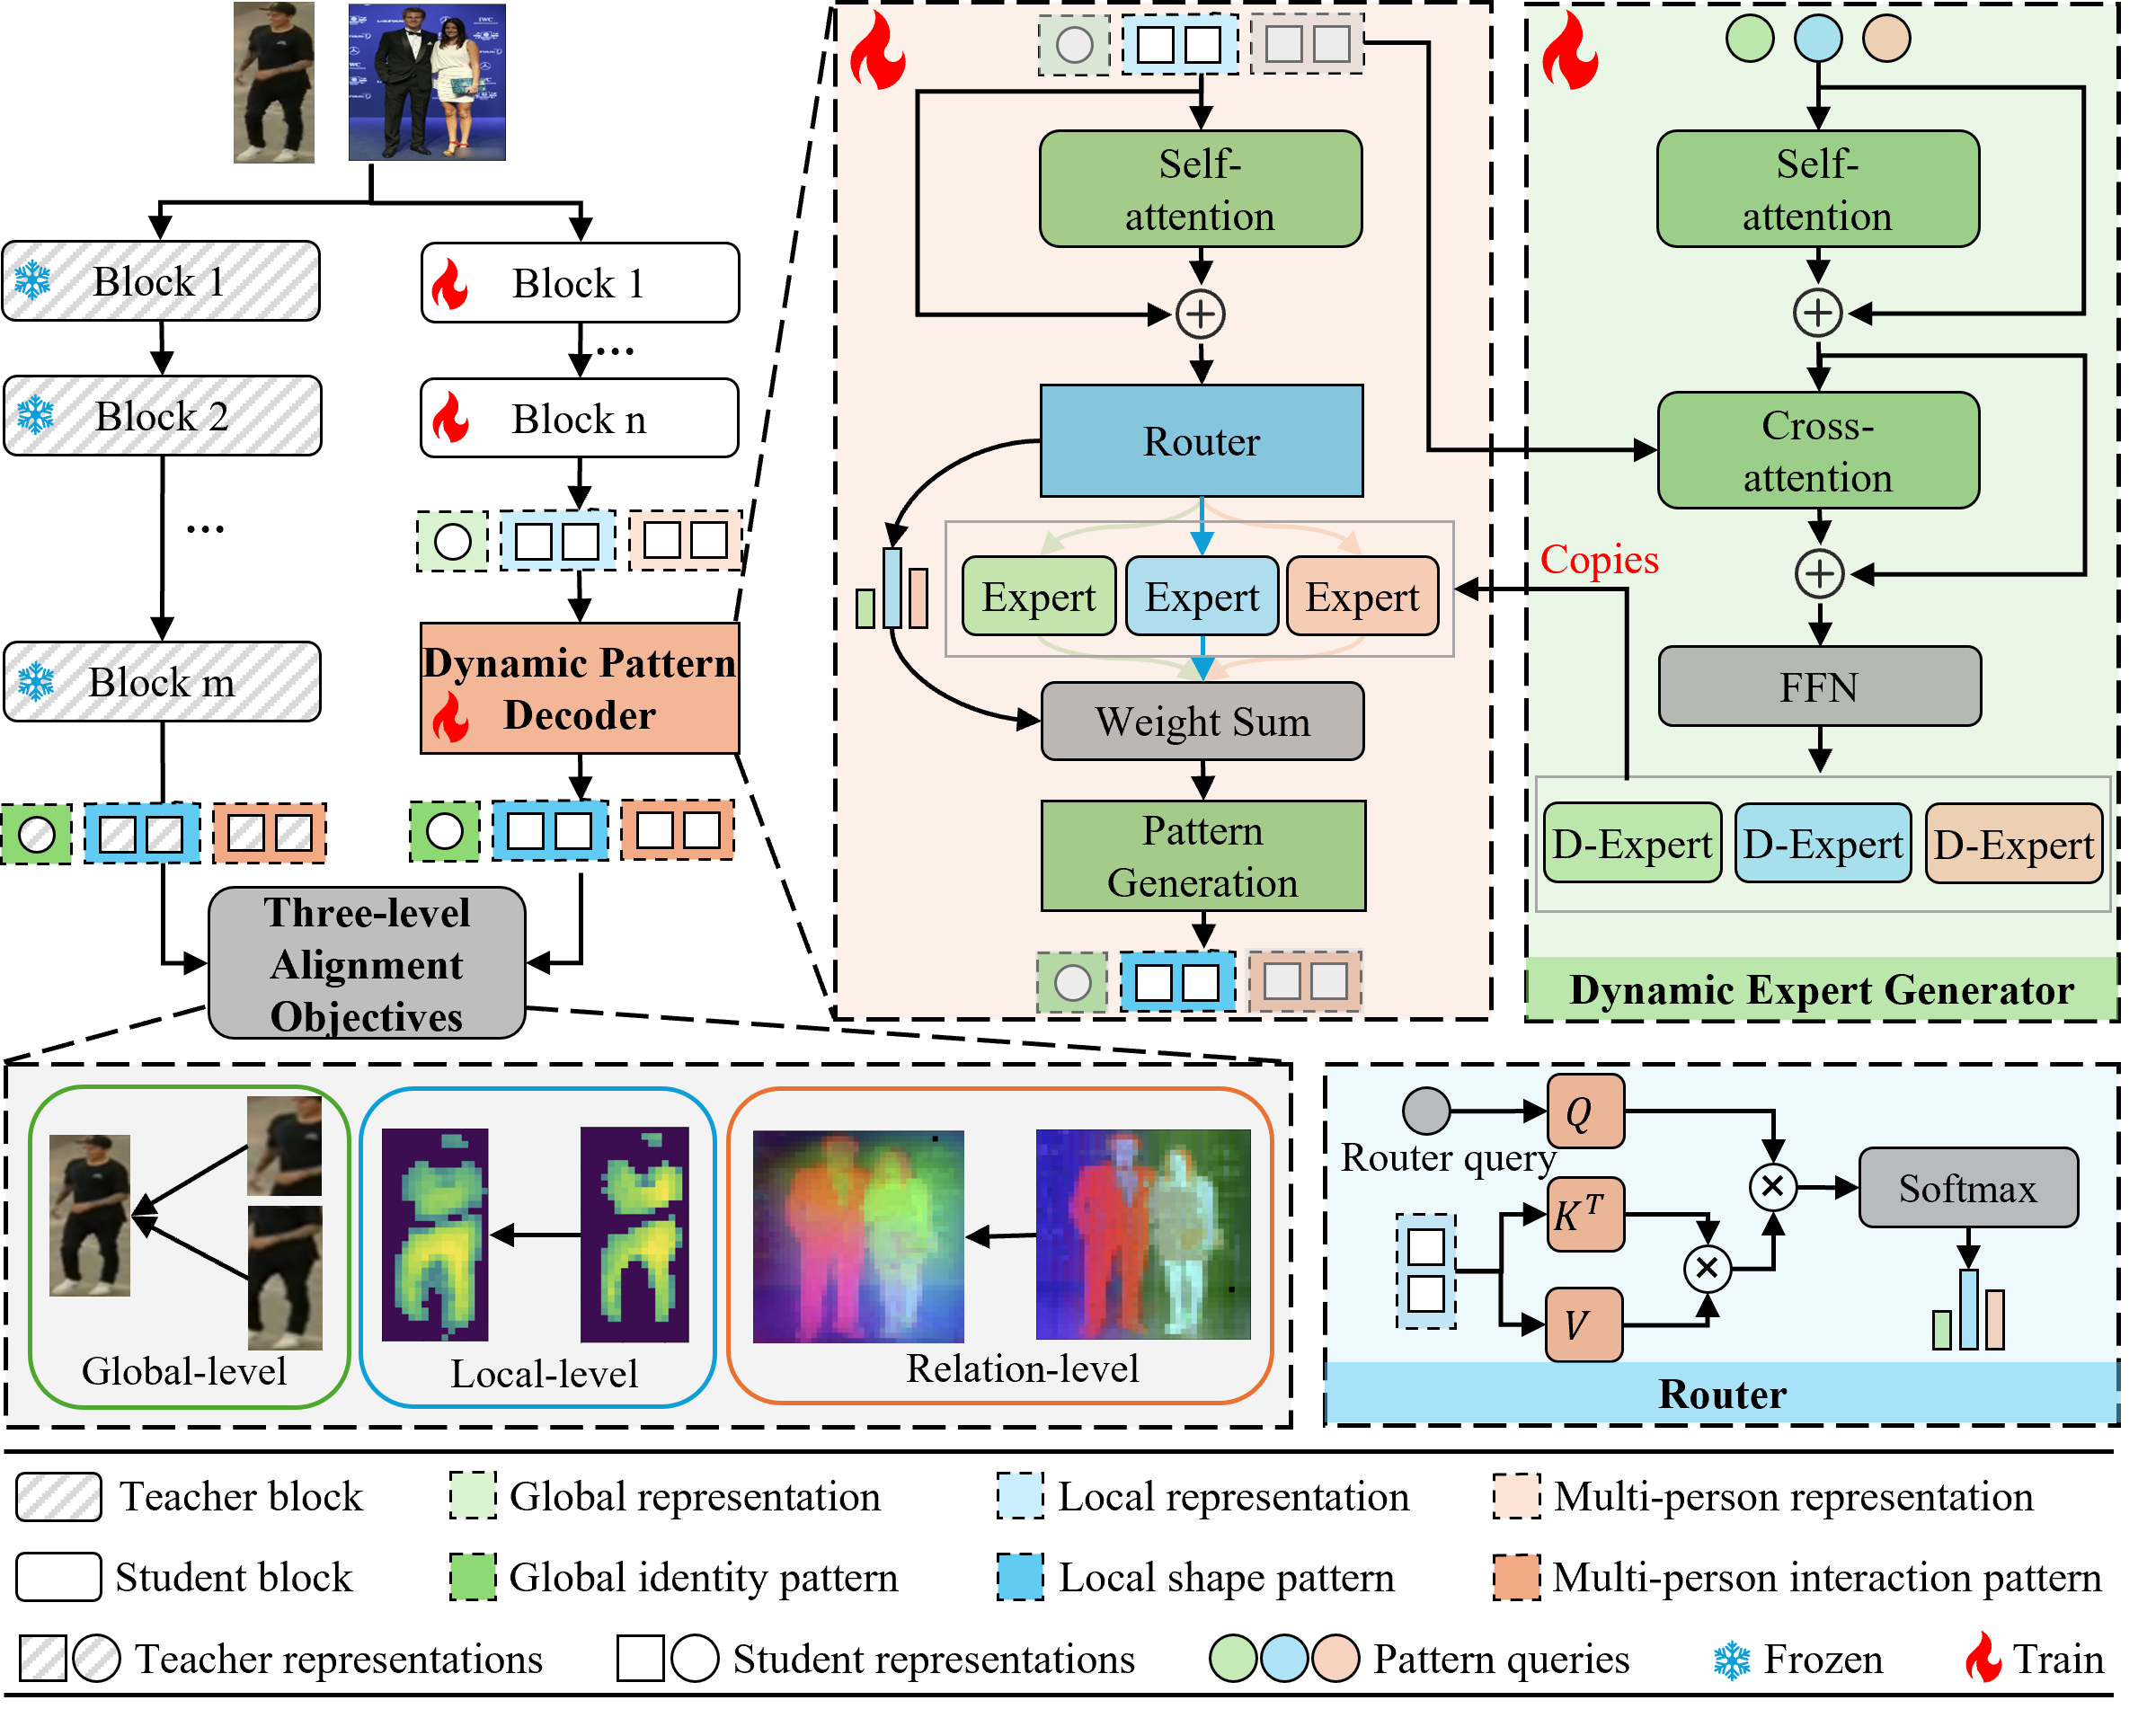 Block 1
Block 2
...
Block m
Block 1
...
Block n
Dynamic Pattern
Decoder
Three-level
Alignment
Objectives
Self-
attention
Router
Expert
Expert
Expert
Weight Sum
Pattern
Generation
Copies
Self-
attention
Cross-
attention
FFN
D-Expert
D-Expert
D-Expert
Dynamic Expert Generator
Global-level
Local-level
Relation-level
Router query
Q
K^T
V
Softmax
Router
Teacher block
Global representation
Local representation
Multi-person representation
Student block
Global identity pattern
Local shape pattern
Multi-person interaction pattern
Teacher representations
Student representations
Pattern queries
Frozen
Train